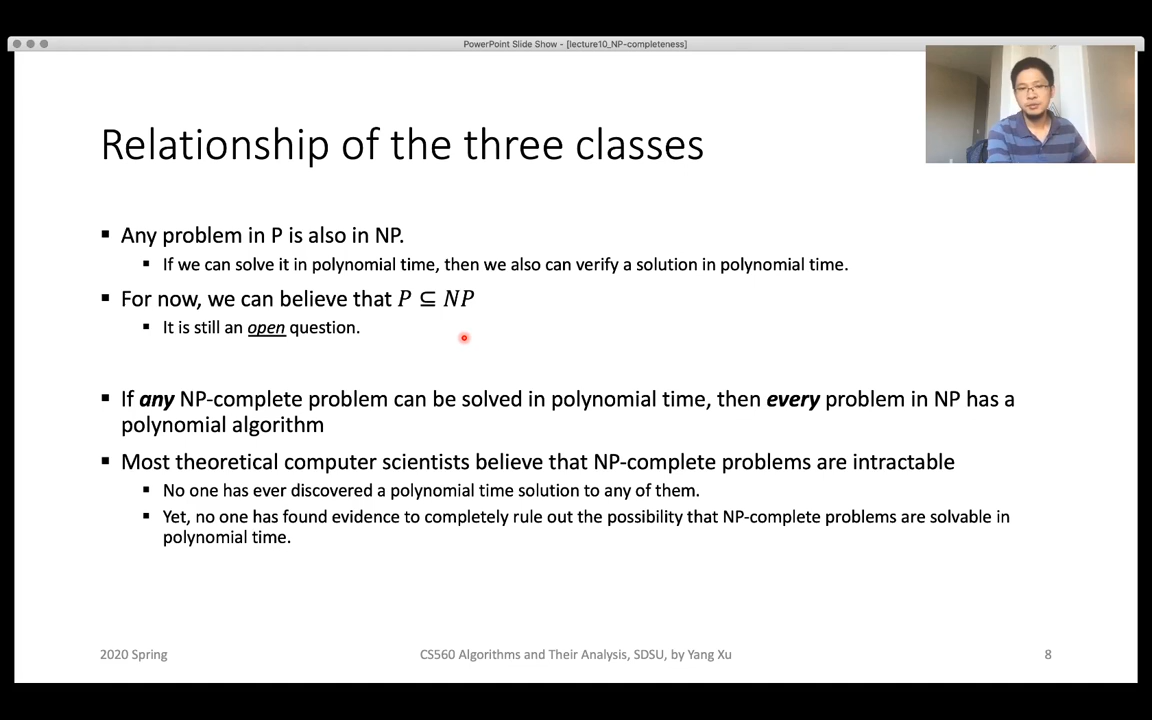 PowerPoint Slide Show - [lecture10_NP-completeness]
Relationship of the three classes
▪ Any problem in P is also in NP.
▪ If we can solve it in polynomial time, then we also can verify a solution in polynomial time.
▪ For now, we can believe that P ⊆ NP
▪ It is still an open question.
▪ If any NP-complete problem can be solved in polynomial time, then every problem in NP has a
polynomial algorithm
▪ Most theoretical computer scientists believe that NP-complete problems are intractable
▪ No one has ever discovered a polynomial time solution to any of them.
▪ Yet, no one has found evidence to completely rule out the possibility that NP-complete problems are solvable in
polynomial time.
2020 Spring
CS560 Algorithms and Their Analysis, SDSU, by Yang Xu
8